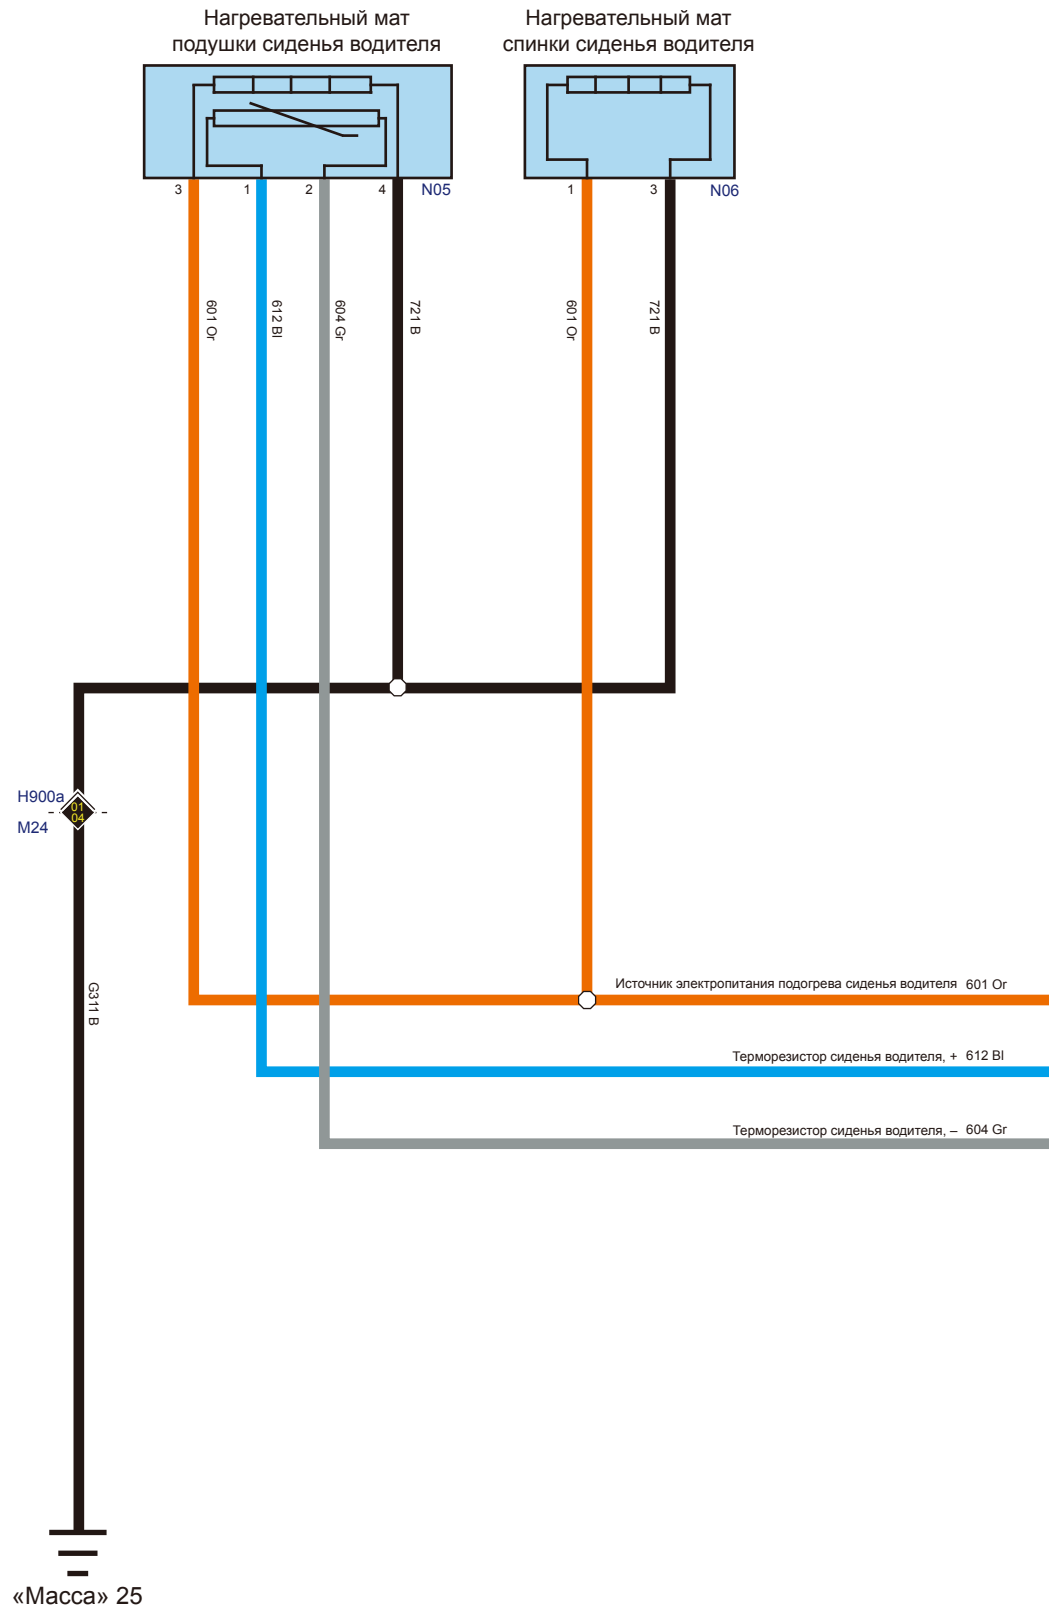 Нагревательный мат
подушки сиденья водителя
Нагревательный мат
спинки сиденья водителя
3
1
2
4
N05
1
3
N06
601 Or
612 Bl
604 Gr
721 B
601 Or
721 B
H900a
01
04
M24
Источник электропитания подогрева сиденья водителя 601 Or
G311 B
Терморезистор сиденья водителя, + 612 Bl
Терморезистор сиденья водителя, – 604 Gr
«Масса» 25